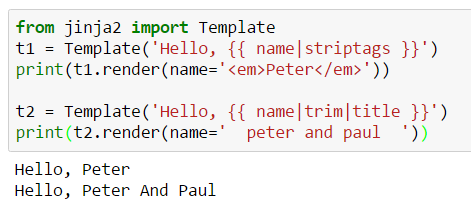 from jinja2 import Template
t1 = Template('Hello, {{ name|striptags }}')
print(t1.render(name='<em>Peter</em>'))
t2 = Template('Hello, {{ name|trim|title }}')
print(t2.render(name='  peter and paul  '))
Hello, Peter
Hello, Peter And Paul